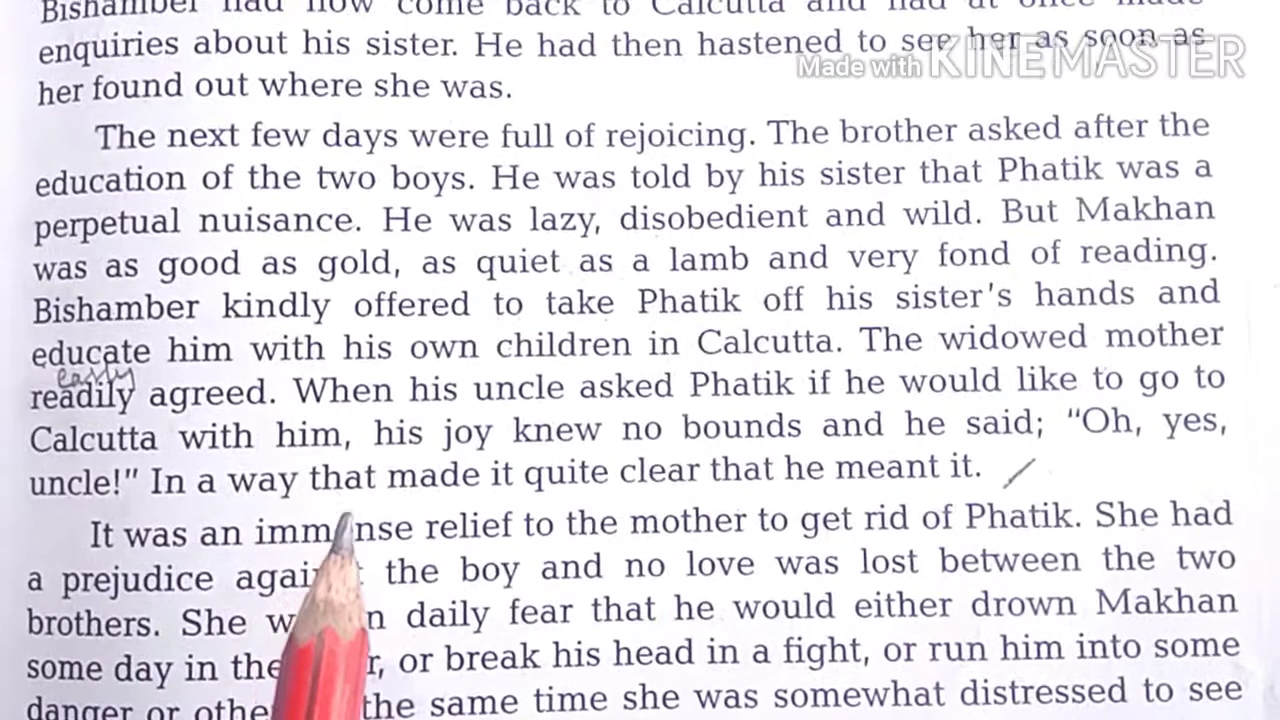 Bishamber had now come back to Calcutta and had at once made
enquiries about his sister. He had then hastened to see her as soon as
Made with KINEMASTER
her found out where she was.
The next few days were full of rejoicing. The brother asked after the
education of the two boys. He was told by his sister that Phatik was a
perpetual nuisance. He was lazy, disobedient and wild. But Makhan
was as good as gold, as quiet as a lamb and very fond of reading.
Bishamber kindly offered to take Phatik off his sister's hands and
educate him with his own children in Calcutta. The widowed mother
easily
readily agreed. When his uncle asked Phatik if he would like to go to
Calcutta with him, his joy knew no bounds and he said; "Oh, yes,
uncle!" In a way that made it quite clear that he meant it.
It was an immense relief to the mother to get rid of Phatik. She had
a prejudice against the boy and no love was lost between the two
brothers. She daily fear that he would either drown Makhan
some day in the or break his head in a fight, or run him into some
danger or the same time she was somewhat distressed to see